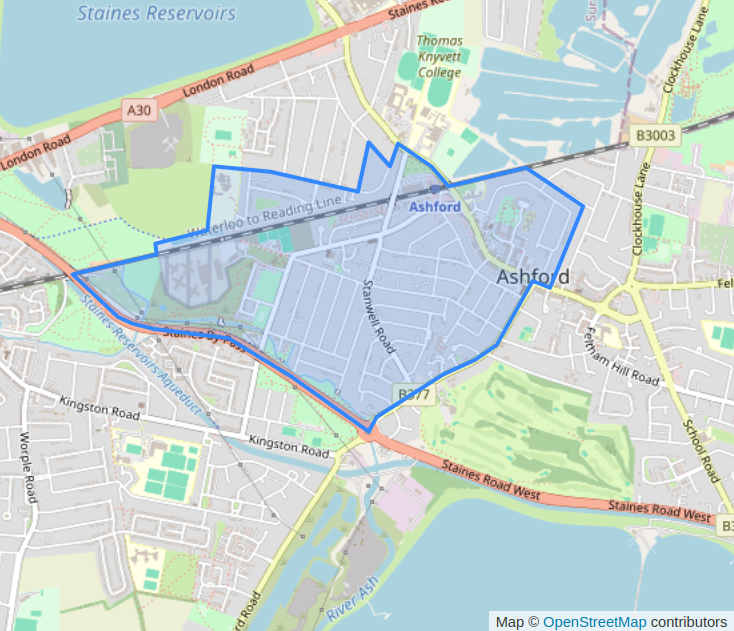 Staines Reservoirs
Staines Road
Sur
Thomas
Knyvett
College
London Road
A30
Clockhouse Lane
B3003
London Road
Waterloo to Reading Line
Ashford
Clockhouse Lane
Ashford
Fel
Staines Reservoirs Aqueduct
Staines By-Pass
Stanwell Road
Feltham Hill Road
B377
Kingston Road
Kingston Road
Worple Road
School Road
Staines Road West
Staines Road West
B3
River Ash
rd Road
Map © OpenStreetMap contributors